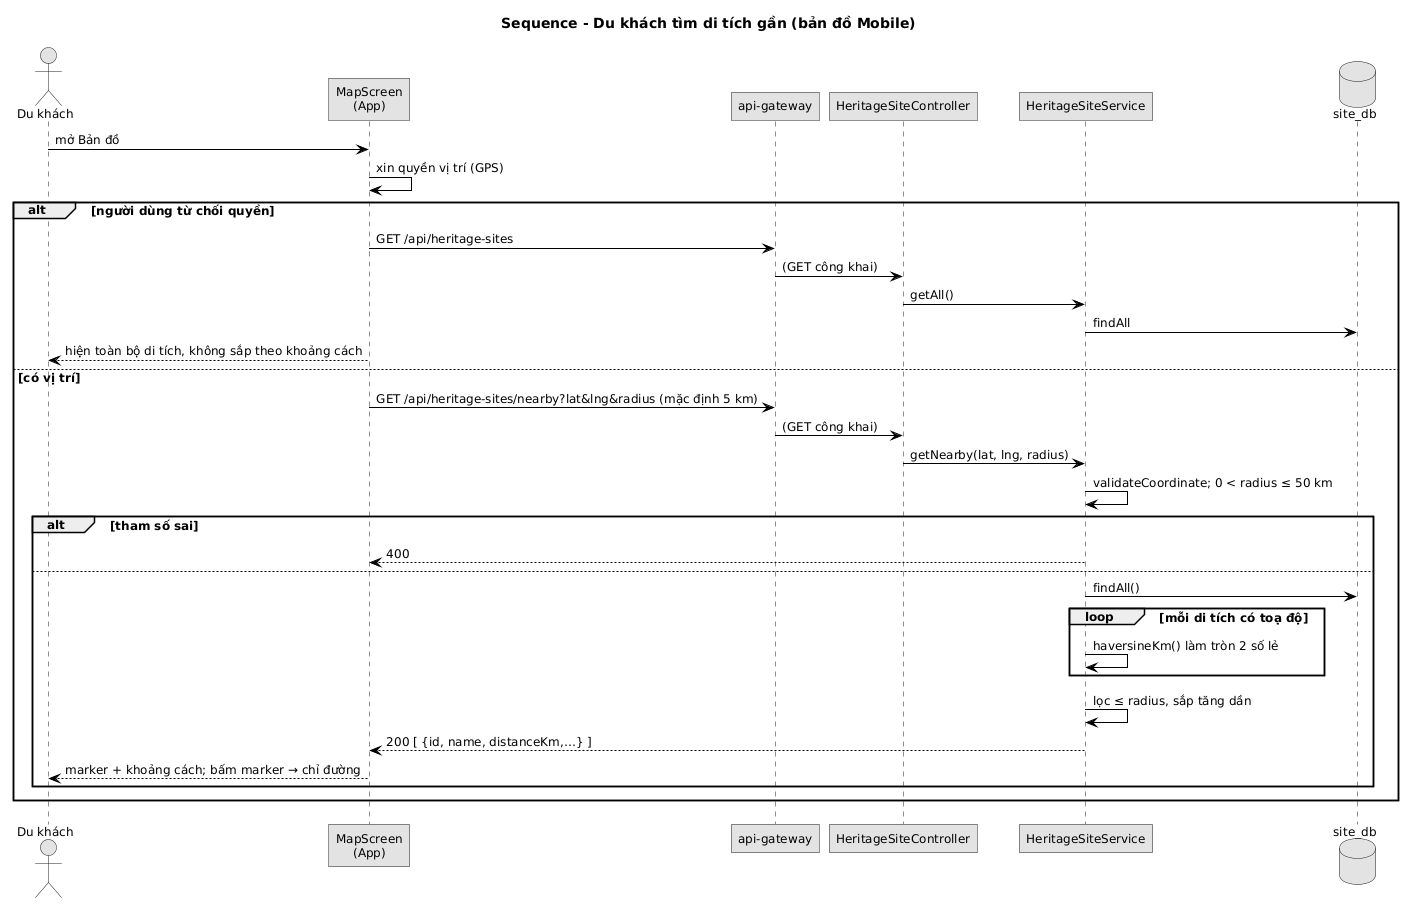 Sequence - Du khách tìm di tích gần (bản đồ Mobile)
Du khách
MapScreen
(App)
api-gateway
HeritageSiteController
HeritageSiteService
site_db
mở Bản đồ
xin quyền vị trí (GPS)
alt [người dùng từ chối quyền]
GET /api/heritage-sites
(GET công khai)
getAll()
findAll
hiện toàn bộ di tích, không sắp theo khoảng cách
[có vị trí]
GET /api/heritage-sites/nearby?lat&lng&radius (mặc định 5 km)
(GET công khai)
getNearby(lat, lng, radius)
validateCoordinate; 0 < radius ≤ 50 km
alt [tham số sai]
400
findAll()
loop [mỗi di tích có toạ độ]
haversineKm() làm tròn 2 số lẻ
lọc ≤ radius, sắp tăng dần
200 [ {id, name, distanceKm,...} ]
marker + khoảng cách; bấm marker → chỉ đường
Du khách
MapScreen
(App)
api-gateway
HeritageSiteController
HeritageSiteService
site_db